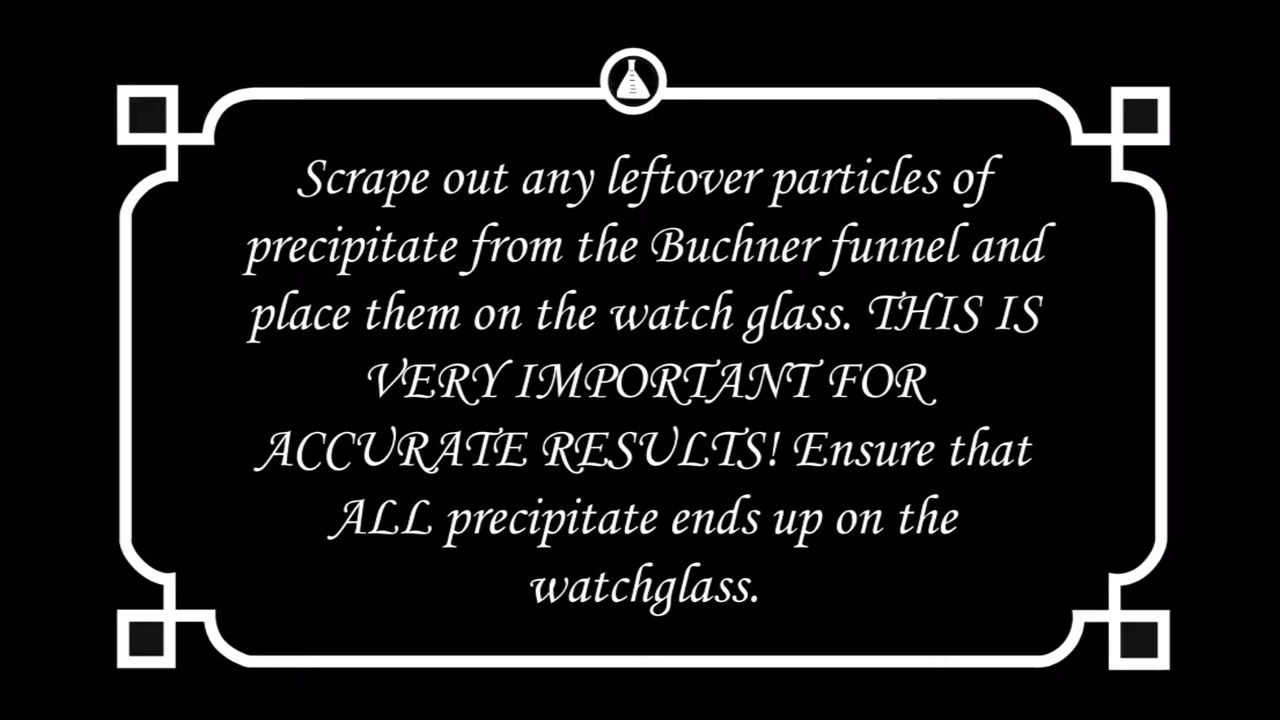 Scrape out any leftover particles of
precipitate from the Buchner funnel and
place them on the watch glass. THIS IS
VERY IMPORTANT FOR
ACCURATE RESULTS! Ensure that
ALL precipitate ends up on the
watchglass.